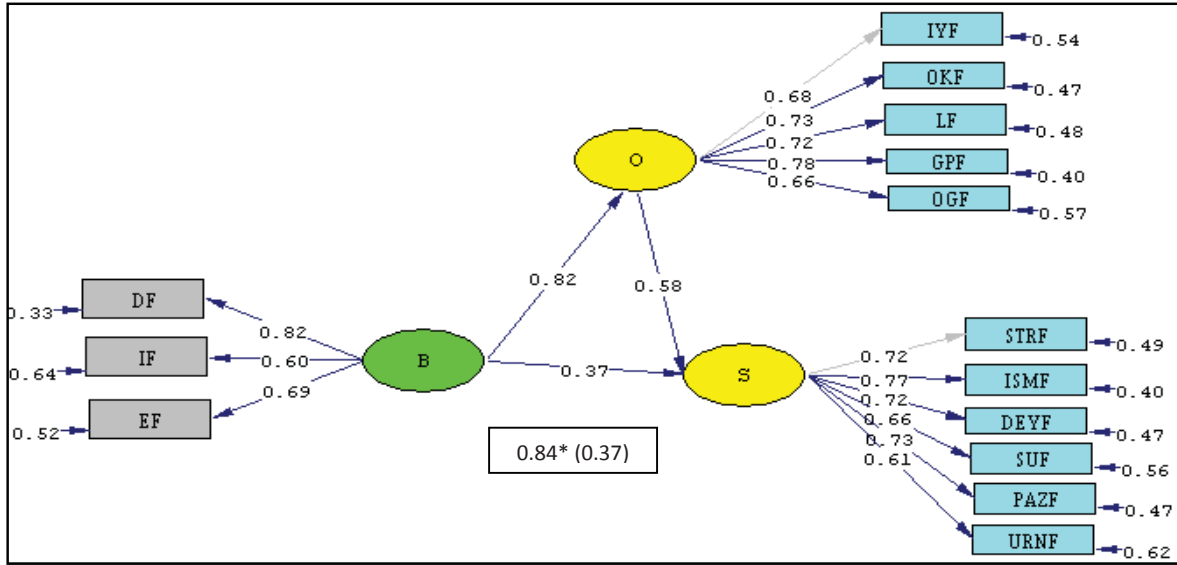 IYF
0.54
0.68
OKF
0.47
0.73
LF
0.48
0.72
O
GPF
0.40
0.78
OGF
0.57
0.66
0.82
0.58
DF
0.33
0.82
IF
0.64
0.60
B
EF
0.52
0.69
0.37
S
0.84* (0.37)
STRF
0.49
0.72
ISMF
0.40
0.77
DEYF
0.47
0.72
SUF
0.56
0.66
PAZF
0.47
0.73
URNF
0.62
0.61